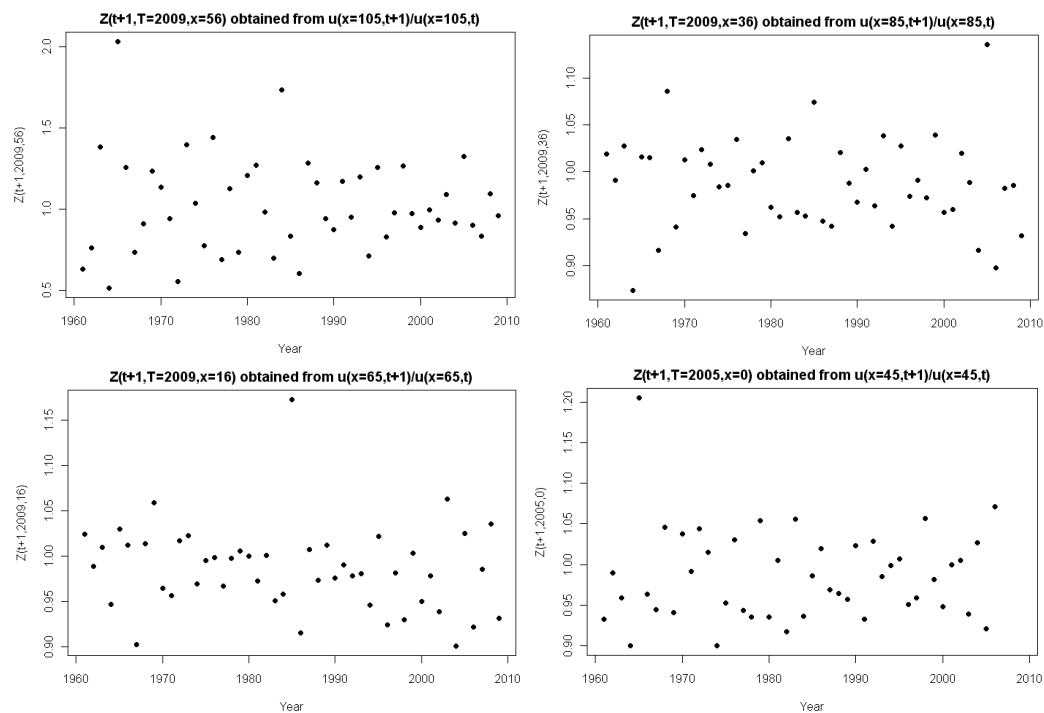 Z(t+1,T=2009,x=56) obtained from u(x=105,t+1)/u(x=105,t)
Z(t+1,2009,56)
2.0
1.5
1.0
0.5
1960 1970 1980 1990 2000 2010
Year
Z(t+1,T=2009,x=36) obtained from u(x=85,t+1)/u(x=85,t)
Z(t+1,2009,36)
1.10
1.05
1.00
0.95
0.90
1960 1970 1980 1990 2000 2010
Year
Z(t+1,T=2009,x=16) obtained from u(x=65,t+1)/u(x=65,t)
Z(t+1,2009,16)
1.15
1.10
1.05
1.00
0.95
0.90
1960 1970 1980 1990 2000 2010
Year
Z(t+1,T=2005,x=0) obtained from u(x=45,t+1)/u(x=45,t)
Z(t+1,2005,0)
1.20
1.15
1.10
1.05
1.00
0.95
0.90
1960 1970 1980 1990 2000 2010
Year